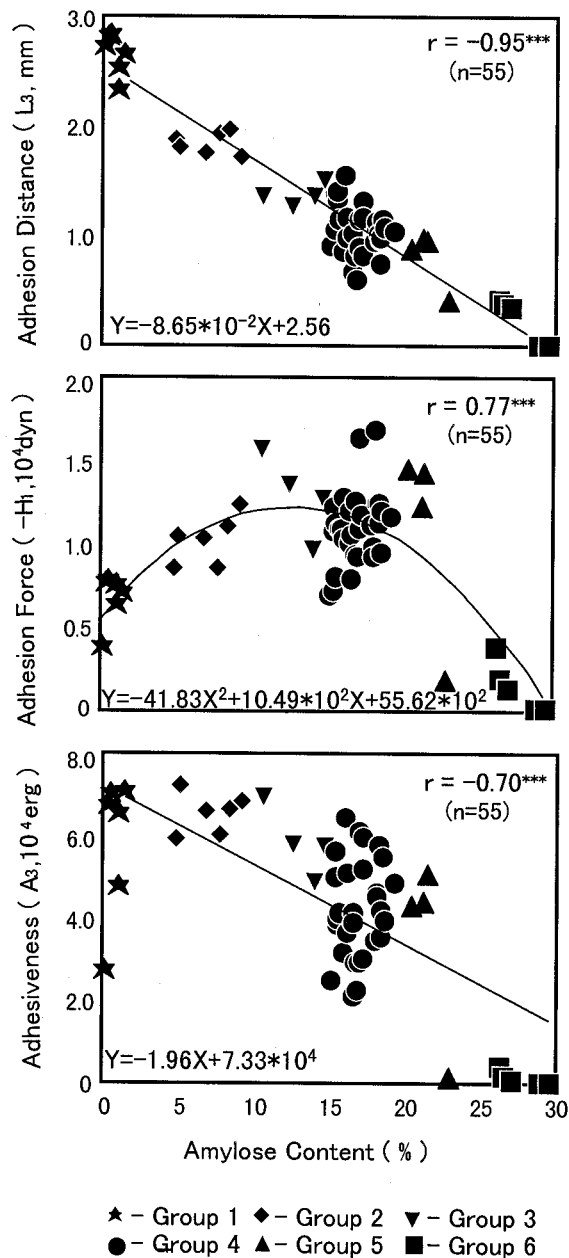 3.0
2.0
1.0
0
Adhesion Distance ( L3, mm )
r = -0.95***
(n=55)
Y=-8.65*10-2X+2.56
2.0
1.5
1.0
0.5
0
Adhesion Force ( -H1, 10⁴dyn )
r = 0.77***
(n=55)
Y=-41.83X²+10.49*10²X+55.62*10²
8.0
6.0
4.0
2.0
0
Adhesiveness ( A3, 10⁴erg )
r = -0.70***
(n=55)
Y=-1.96X+7.33*10⁴
0 5 10 15 20 25 30
Amylose Content ( % )
★ - Group 1 ◆ - Group 2 ▼ - Group 3
● - Group 4 ▲ - Group 5 ■ - Group 6